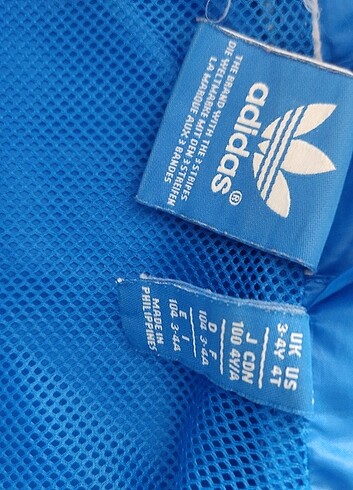 adidas®
THE BRAND WITH THE 3 STRIPES
DIE WELTMARKE MIT DEN 3 STREIFEN
LA MARQUE AUX 3 BANDES
UK US
3-4Y 4T
J CDN
100 4Y/A
D F
104 3-4A
E I
104 3-4A
MADE IN
PHILIPPINES